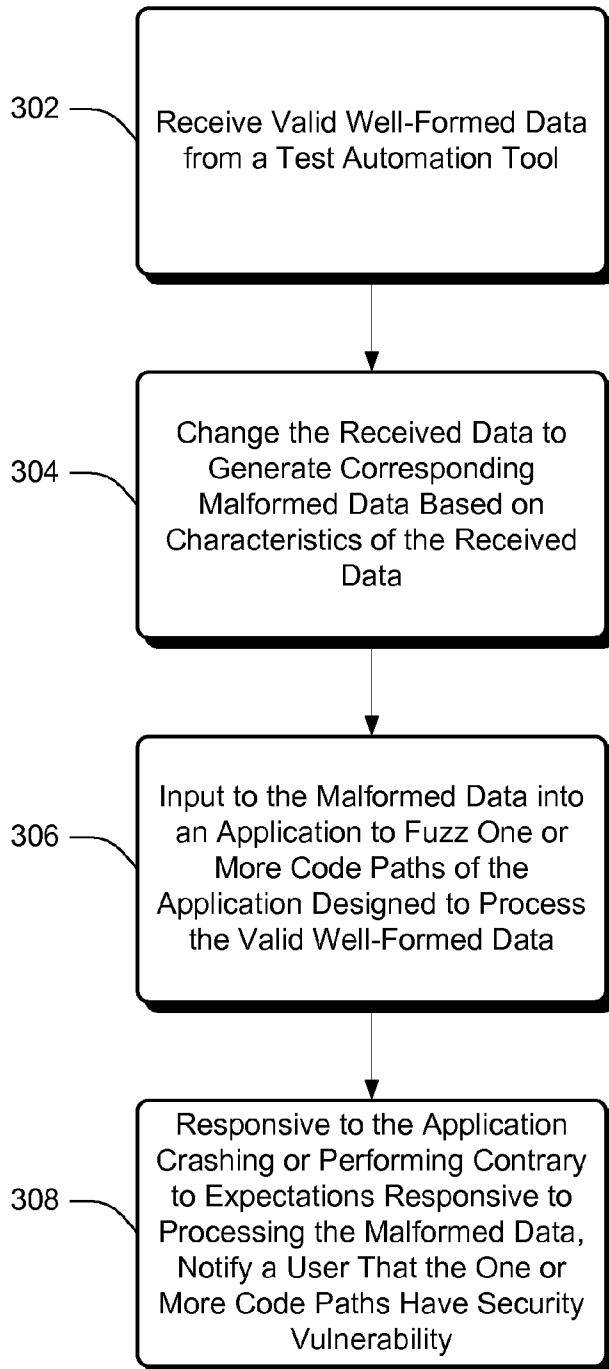 302
Receive Valid Well-Formed Data
from a Test Automation Tool
304
Change the Received Data to
Generate Corresponding
Malformed Data Based on
Characteristics of the Received
Data
306
Input to the Malformed Data into
an Application to Fuzz One or
More Code Paths of the
Application Designed to Process
the Valid Well-Formed Data
308
Responsive to the Application
Crashing or Performing Contrary
to Expectations Responsive to
Processing the Malformed Data,
Notify a User That the One or
More Code Paths Have Security
Vulnerability